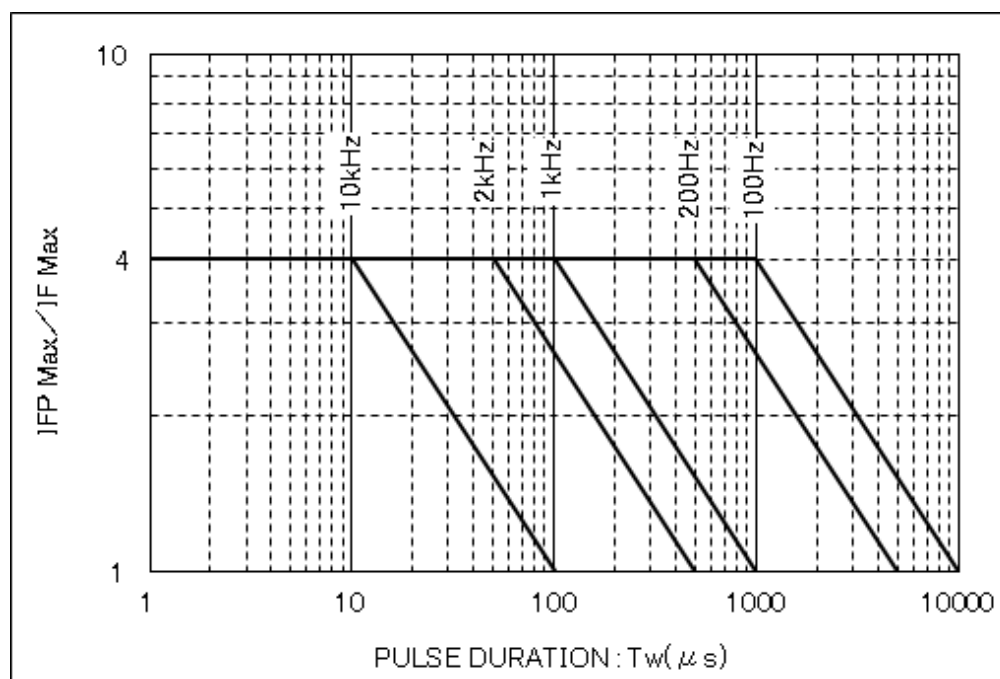 10
10kHz
2kHz
1kHz
200Hz
100Hz
4
1
IFP Max／IF Max
1
10
100
1000
10000
PULSE DURATION : Tw(μs)